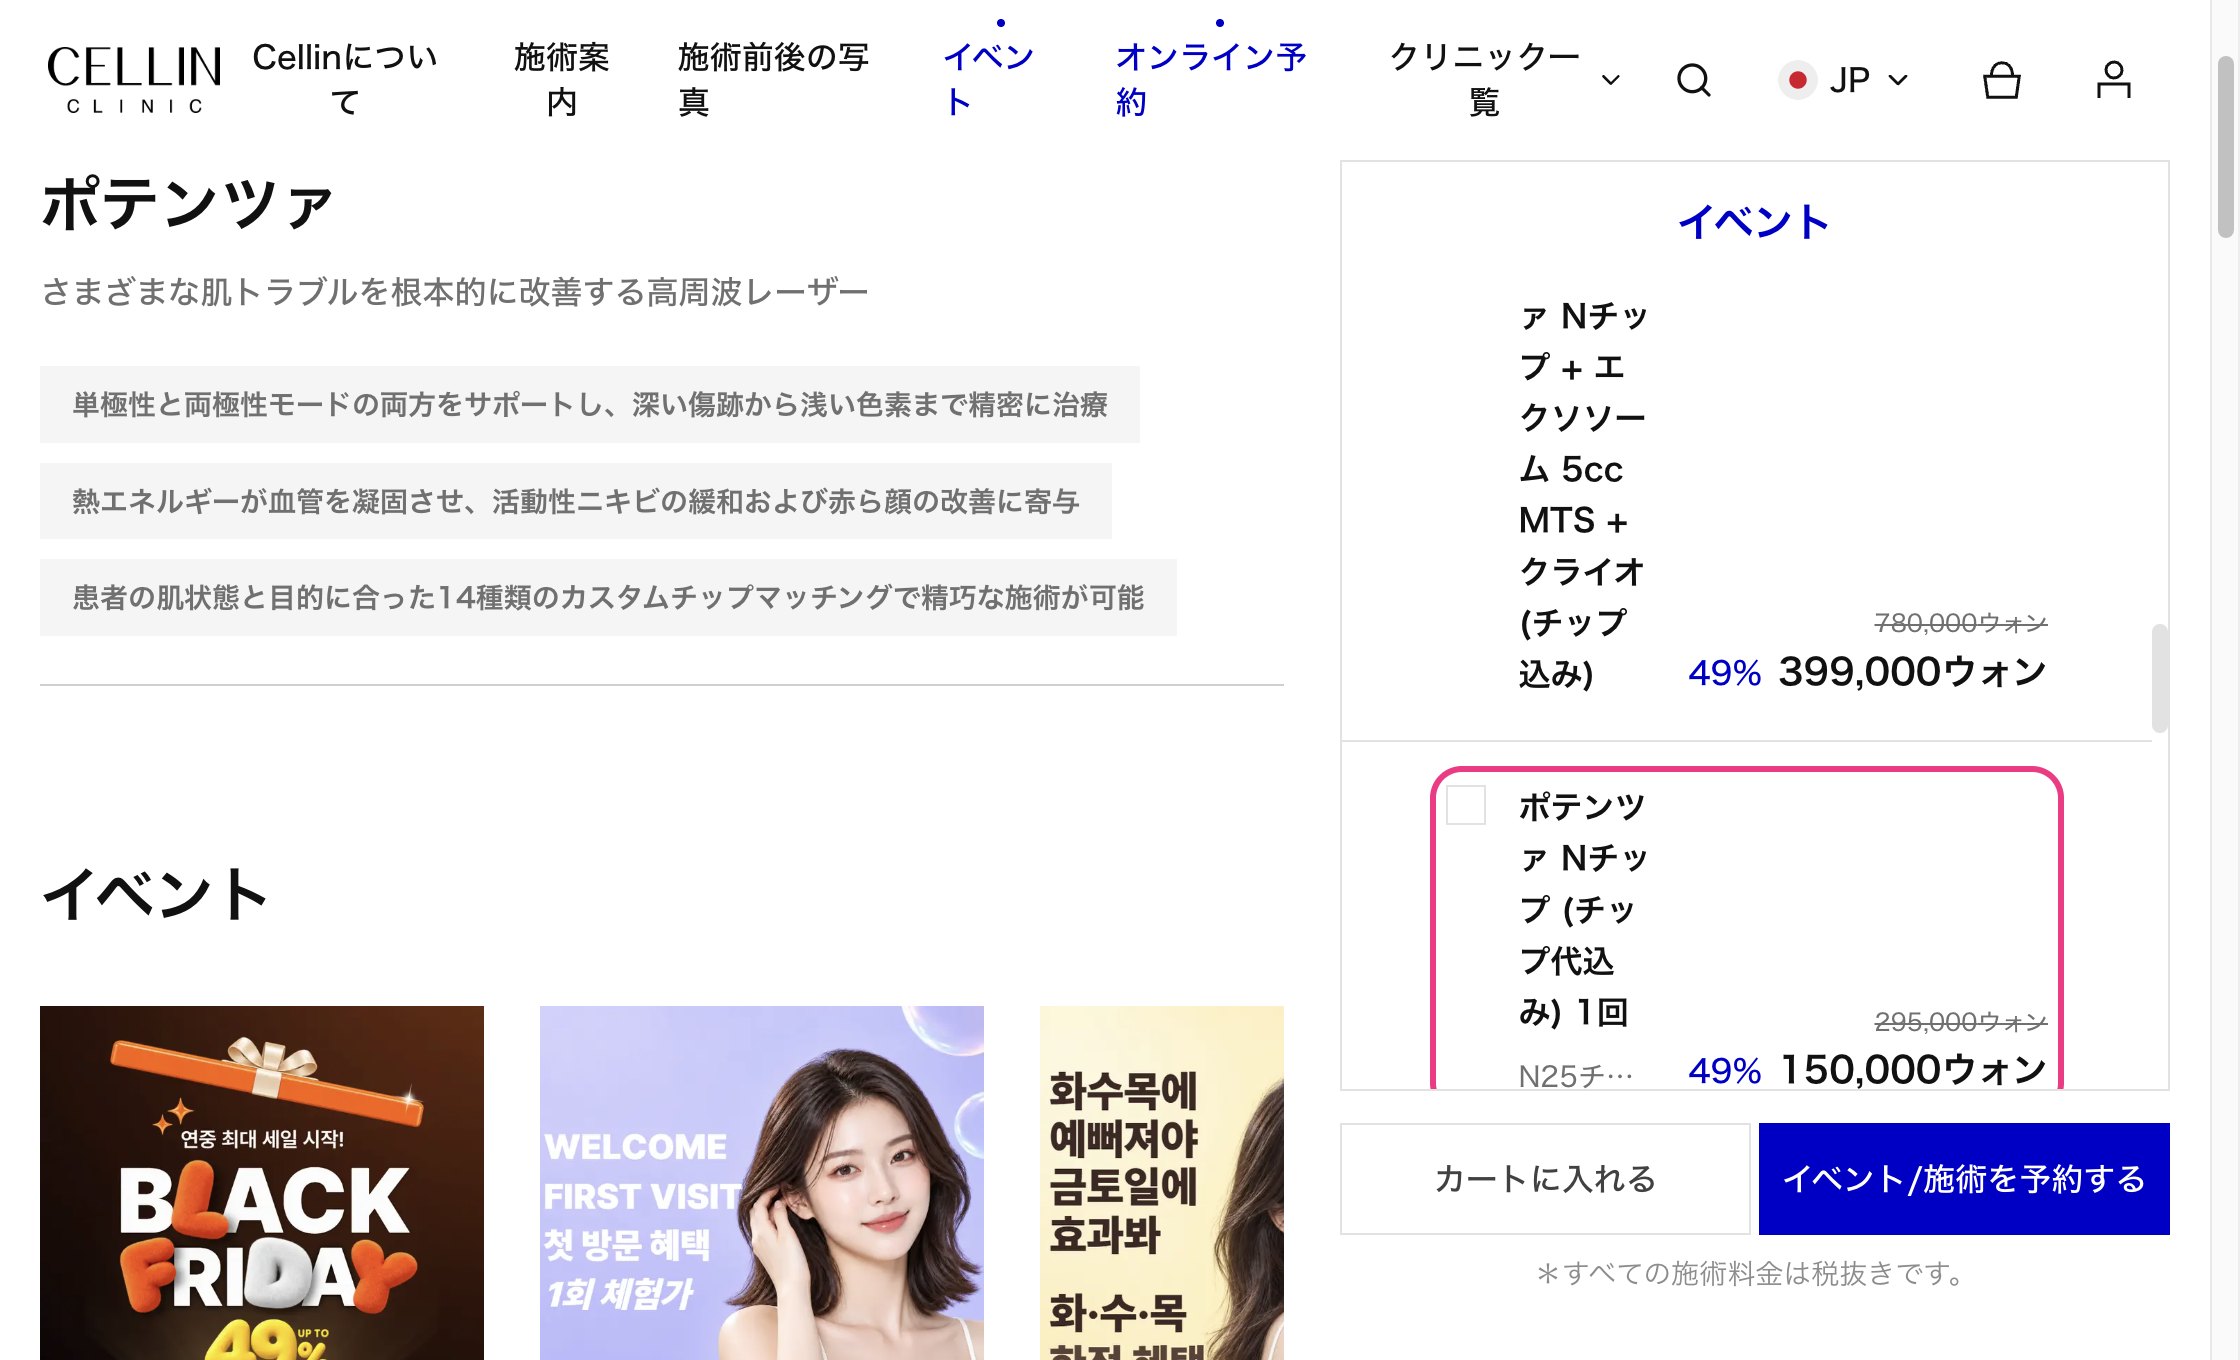 CELLIN
CLINIC
Cellinについ
て
施術案
内
施術前後の写
真
イベン
ト
オンライン予
約
クリニック一
覧
JP
ポテンツァ
さまざまな肌トラブルを根本的に改善する高周波レーザー
単極性と両極性モードの両方をサポートし、深い傷跡から浅い色素まで精密に治療
熱エネルギーが血管を凝固させ、活動性ニキビの緩和および赤ら顔の改善に寄与
患者の肌状態と目的に合った14種類のカスタムチップマッチングで精巧な施術が可能
イベント
연중 최대 세일 시작!
BLACK
FRIDAY
UP TO
49%
WELCOME
FIRST VISIT
첫 방문 혜택
1회 체험가
화수목에
예뻐져야
금토일에
효과봐
화·수·목
한정 혜택
イベント
ァ Nチッ
プ + エ
クソソー
ム 5cc
MTS +
クライオ
(チップ
込み)
780,000ウォン
49% 399,000ウォン
ポテンツ
ァ Nチッ
プ (チッ
プ代込
み) 1回
295,000ウォン
N25チ…
49% 150,000ウォン
カートに入れる
イベント/施術を予約する
＊すべての施術料金は税抜きです。